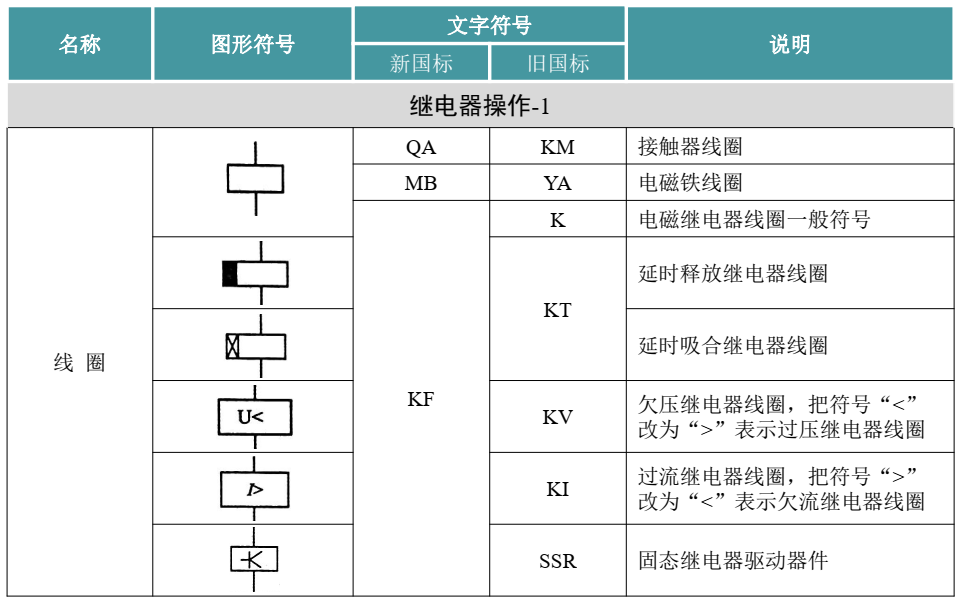 名称
图形符号
文字符号
说明
新国标
旧国标
继电器操作-1
线 圈
QA
KM
接触器线圈
MB
YA
电磁铁线圈
KF
K
电磁继电器线圈一般符号
KT
延时释放继电器线圈
延时吸合继电器线圈
U<
KV
欠压继电器线圈，把符号“<”
改为“>”表示过压继电器线圈
I>
KI
过流继电器线圈，把符号“>”
改为“<”表示欠流继电器线圈
SSR
固态继电器驱动器件